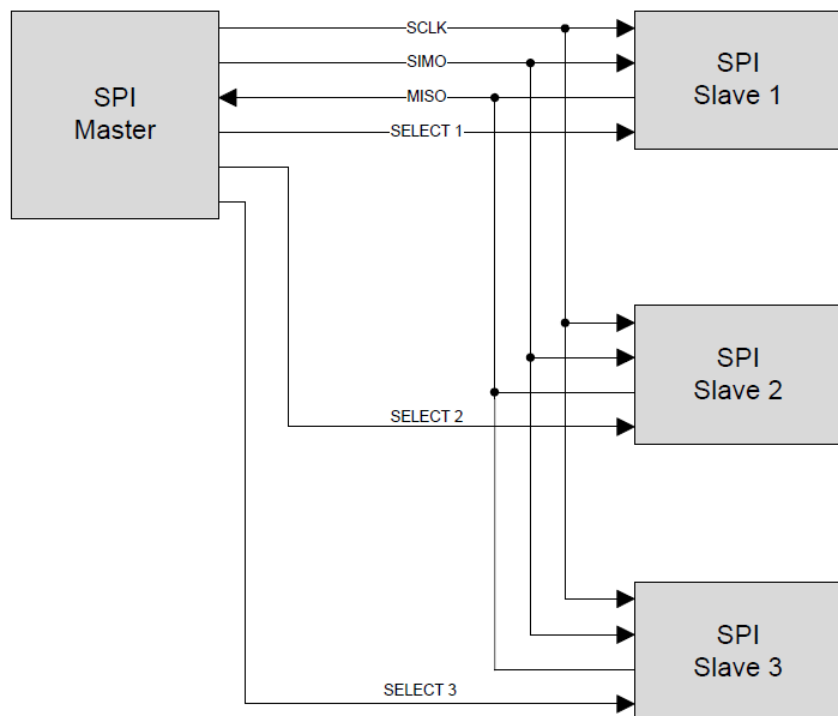 SPI
Master
SCLK
SIMO
MISO
SELECT 1
SPI
Slave 1
SELECT 2
SPI
Slave 2
SELECT 3
SPI
Slave 3